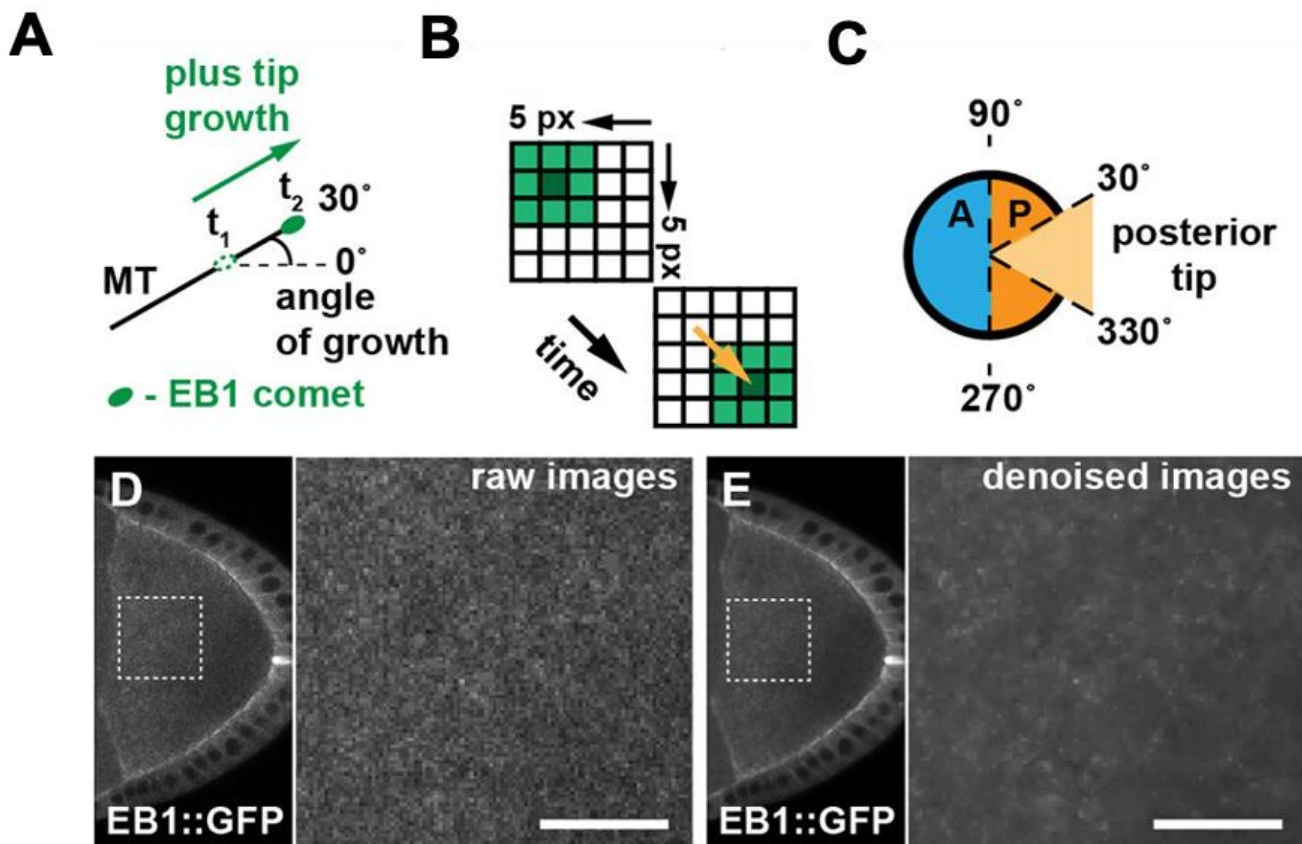 A
plus tip
growth
t1
t2
30°
0°
MT
angle
of growth
- EB1 comet
B
5 px
5 px
time
C
90°
30°
A
P
posterior
tip
330°
270°
D
raw images
EB1::GFP
E
denoised images
EB1::GFP